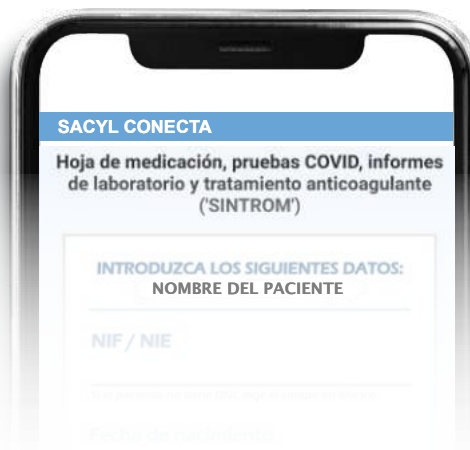 SACYL CONECTA
Hoja de medicación, pruebas COVID, informes
de laboratorio y tratamiento anticoagulante
('SINTROM')
INTRODUZCA LOS SIGUIENTES DATOS:
NOMBRE DEL PACIENTE
NIF / NIE
Fecha de nacimiento